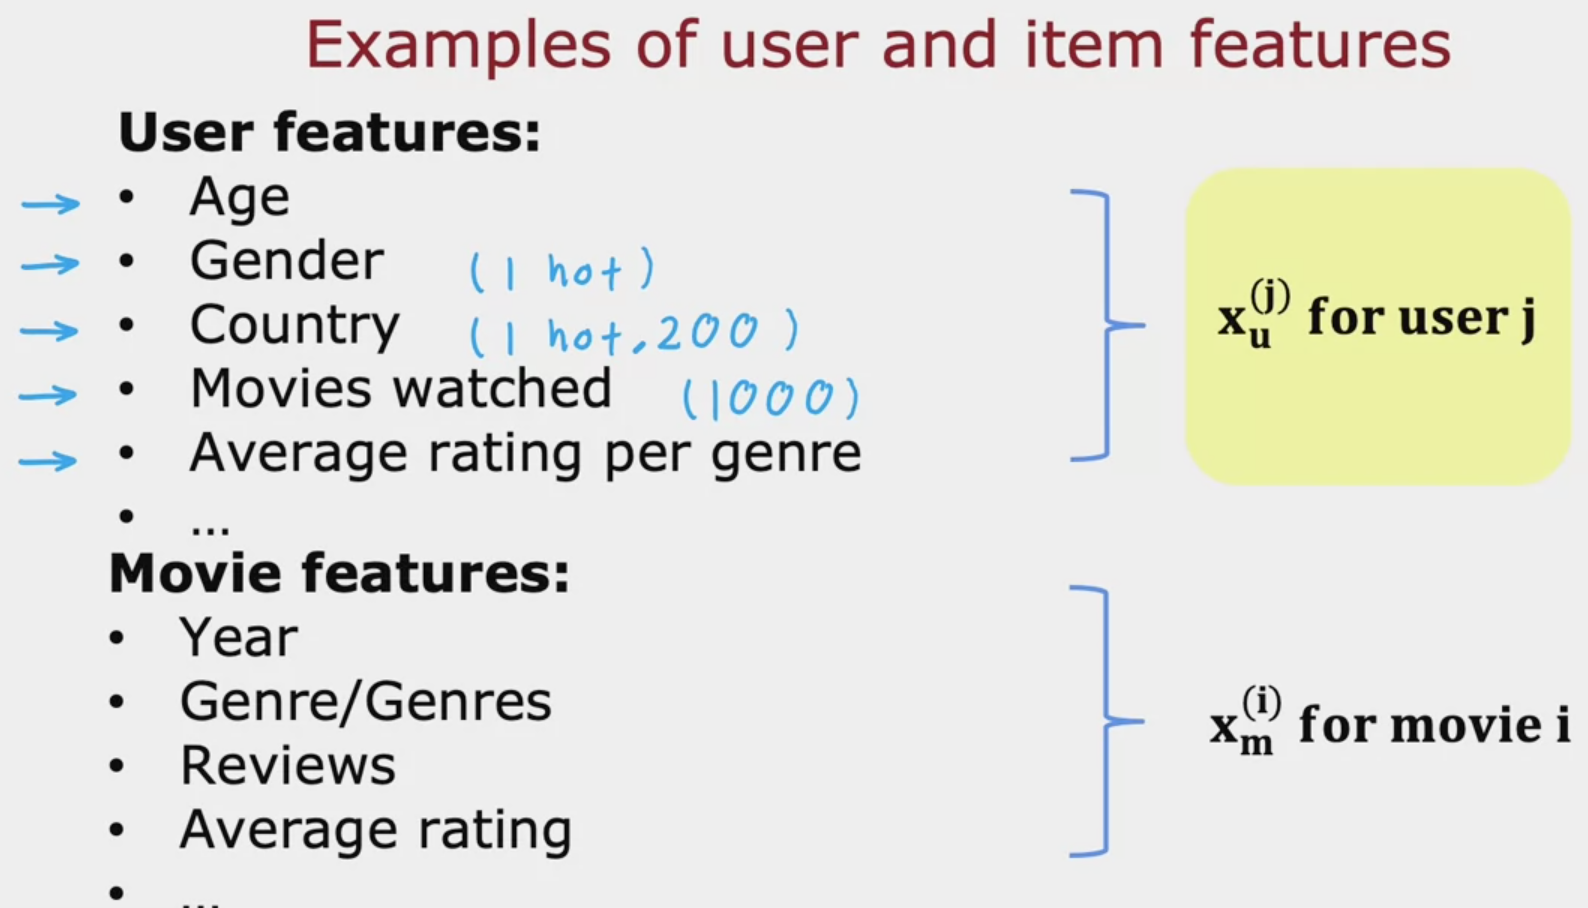 Examples of user and item features
User features:
→ • Age
→ • Gender (1 hot)
→ • Country (1 hot, 200)
→ • Movies watched (1000)
→ • Average rating per genre
• ...
x_u^(j) for user j
Movie features:
• Year
• Genre/Genres
• Reviews
• Average rating
• ...
x_m^(i) for movie i